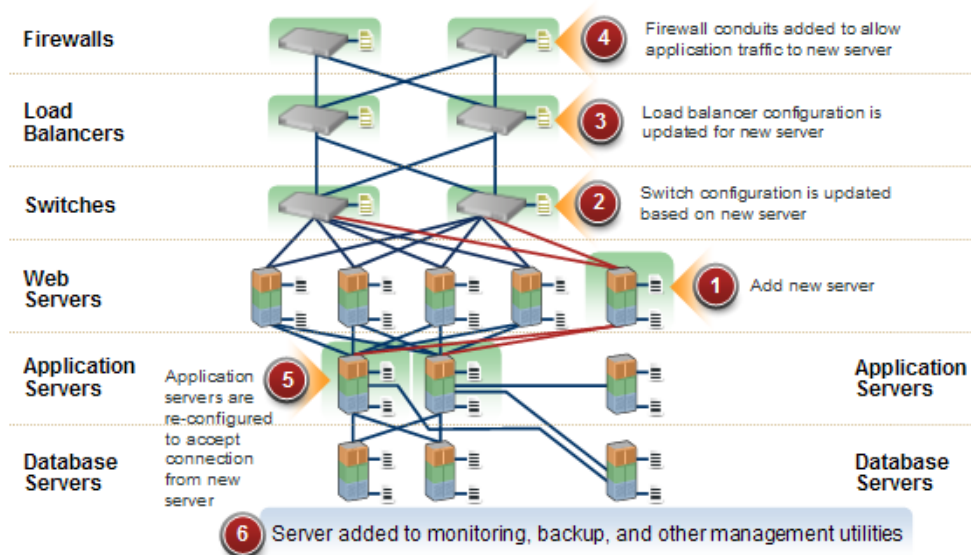 Firewalls
4
Firewall conduits added to allow
application traffic to new server
Load
Balancers
3
Load balancer configuration is
updated for new server
Switches
2
Switch configuration is updated
based on new server
Web
Servers
1
Add new server
Application
Servers
Application
servers are
re-configured
to accept
connection
from new
server
5
Application
Servers
Database
Servers
Database
Servers
6
Server added to monitoring, backup, and other management utilities